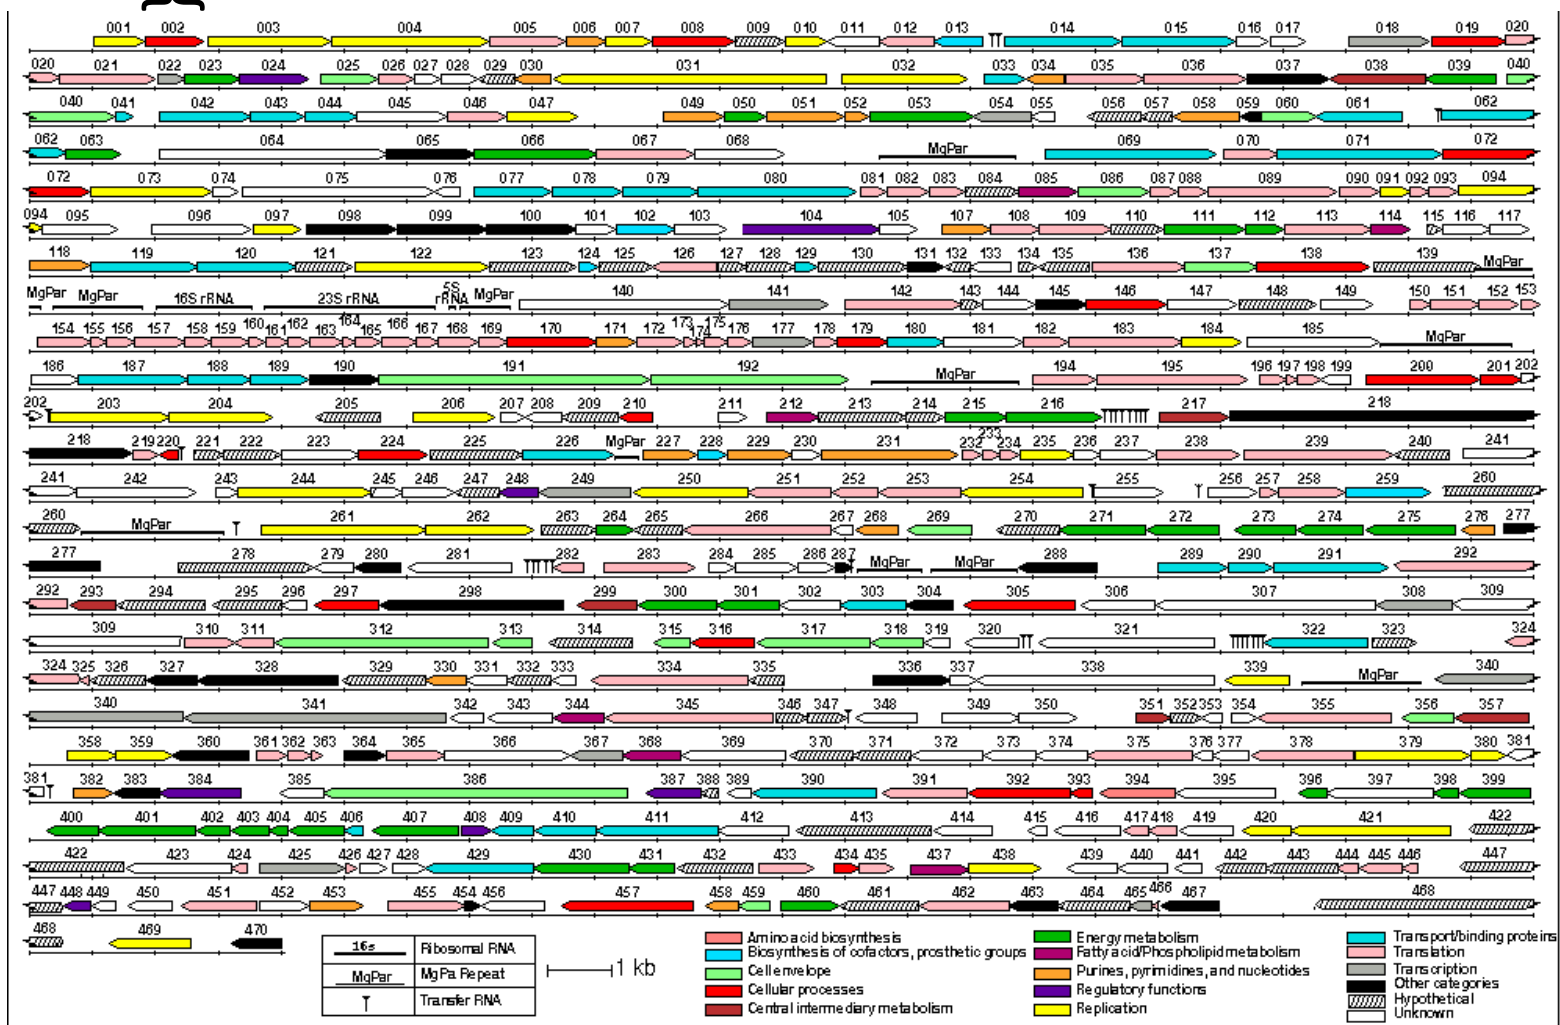 001 002 003 004 005 006 007 008 009 010 011 012 013 014 015 016 017 018 019 020
020 021 022 023 024 025 026 027 028 029 030 031 032 033 034 035 036 037 038 039 040
040 041 042 043 044 045 046 047 049 050 051 052 053 054 055 056 057 058 059 060 061 062
062 063 064 065 066 067 068 MgPar 069 070 071 072
072 073 074 075 076 077 078 079 080 081 082 083 084 085 086 087 088 089 090 091 092 093 094
094 095 096 097 098 099 100 101 102 103 104 105 107 108 109 110 111 112 113 114 115 116 117
118 119 120 121 122 123 124 125 126 127 128 129 130 131 132 133 134 135 136 137 138 139 MgPar
MgPar MgPar 16S rRNA 23S rRNA 5S rRNA MgPar 140 141 142 143 144 145 146 147 148 149 150 151 152 153
154 155 156 157 158 159 160 161 162 163 164 165 166 167 168 169 170 171 172 173 174 175 176 177 178 179 180 181 182 183 184 185 MgPar
186 187 188 189 190 191 192 MgPar 194 195 196 197 198 199 200 201 202
202 203 204 205 206 207 208 209 210 211 212 213 214 215 216 217 218
218 219 220 221 222 223 224 225 226 MgPar 227 228 229 230 231 232 233 234 235 236 237 238 239 240 241
241 242 243 244 245 246 247 248 249 250 251 252 253 254 255 256 257 258 259 260
260 MgPar 261 262 263 264 265 266 267 268 269 270 271 272 273 274 275 276 277
277 278 279 280 281 282 283 284 285 286 287 MgPar MgPar 288 289 290 291 292
292 293 294 295 296 297 298 299 300 301 302 303 304 305 306 307 308 309
309 310 311 312 313 314 315 316 317 318 319 320 321 322 323 324
324 325 326 327 328 329 330 331 332 333 334 335 336 337 338 339 MgPar 340
340 341 342 343 344 345 346 347 348 349 350 351 352 353 354 355 356 357
358 359 360 361 362 363 364 365 366 367 368 369 370 371 372 373 374 375 376 377 378 379 380 381
381 382 383 384 385 386 387 388 389 390 391 392 393 394 395 396 397 398 399
400 401 402 403 404 405 406 407 408 409 410 411 412 413 414 415 416 417 418 419 420 421 422
422 423 424 425 426 427 428 429 430 431 432 433 434 435 437 438 439 440 441 442 443 444 445 446 447
447 448 449 450 451 452 453 455 454 456 457 458 459 460 461 462 463 464 465 466 467 468
468 469 470
16s Ribosomal RNA
MgPar MgPa Repeat
Transfer RNA
1 kb
Amino acid biosynthesis
Biosynthesis of cofactors, prosthetic groups
Cell envelope
Cellular processes
Central intermediary metabolism
Energy metabolism
Fatty acid/Phospholipid metabolism
Purines, pyrimidines, and nucleotides
Regulatory functions
Replication
Transport/binding proteins
Translation
Transcription
Other categories
Hypothetical
Unknown